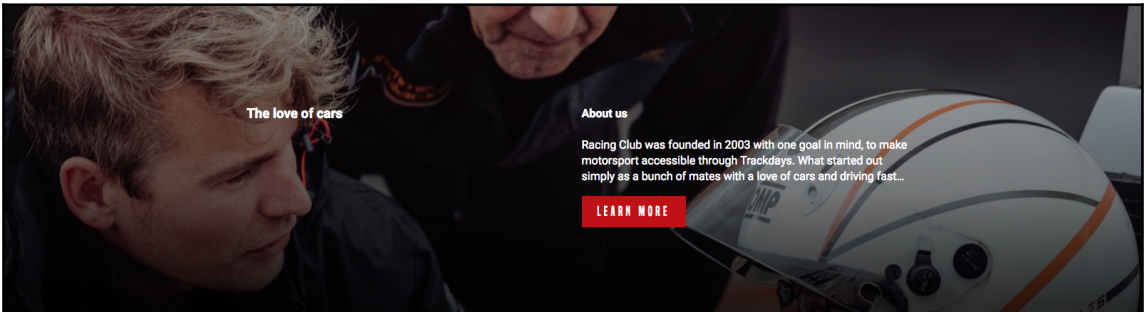 The love of cars
About us
Racing Club was founded in 2003 with one goal in mind, to make
motorsport accessible through Trackdays. What started out
simply as a bunch of mates with a love of cars and driving fast...
LEARN MORE
OMP